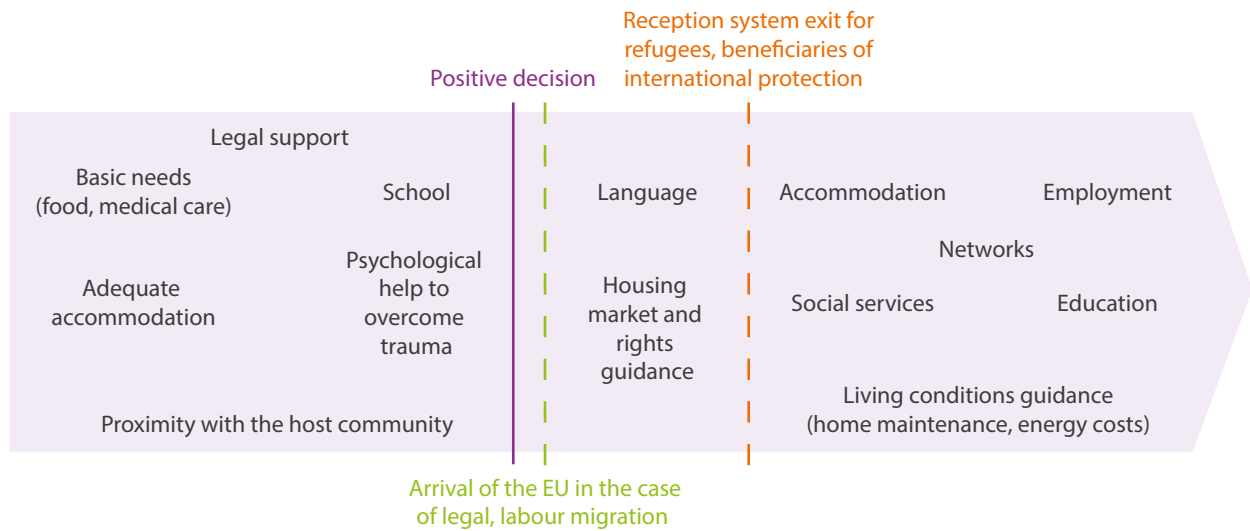 Reception system exit for
refugees, beneficiaries of
international protection
Positive decision
Legal support
Basic needs
(food, medical care)
School
Language
Accommodation
Employment
Networks
Adequate
accommodation
Psychological
help to
overcome
trauma
Housing
market and
rights
guidance
Social services
Education
Proximity with the host community
Living conditions guidance
(home maintenance, energy costs)
Arrival of the EU in the case
of legal, labour migration